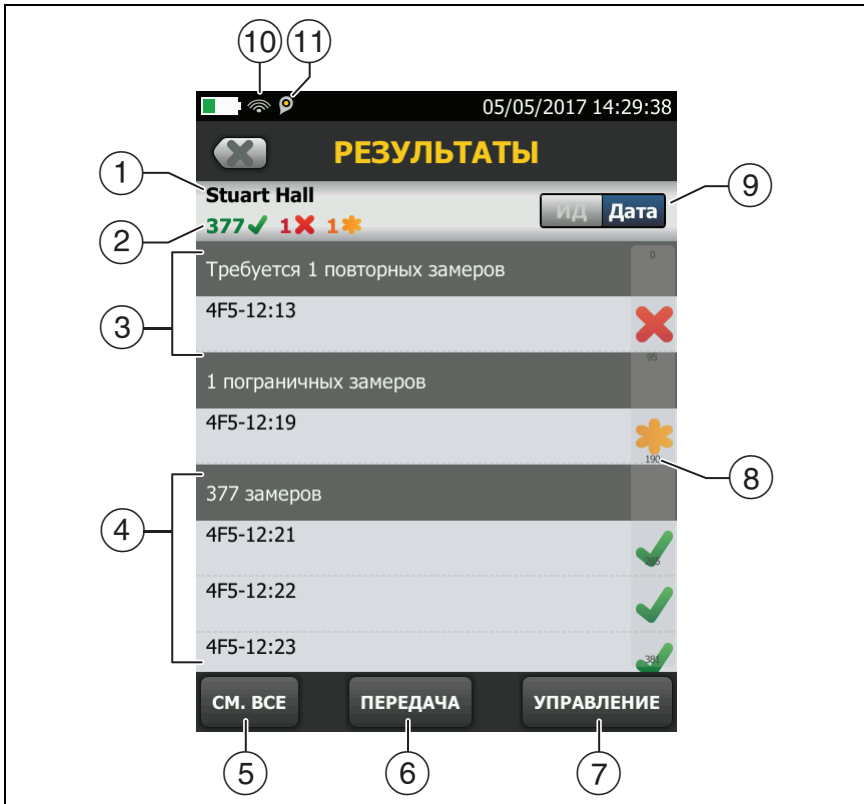 10 11
05/05/2017 14:29:38
РЕЗУЛЬТАТЫ
1
Stuart Hall
ИД Дата
9
2
377 1 1
3
Требуется 1 повторных замеров
0
4F5-12:13
95
1 пограничных замеров
4F5-12:19
190
8
4
377 замеров
4F5-12:21
285
4F5-12:22
4F5-12:23
381
СМ. ВСЕ ПЕРЕДАЧА УПРАВЛЕНИЕ
5 6 7